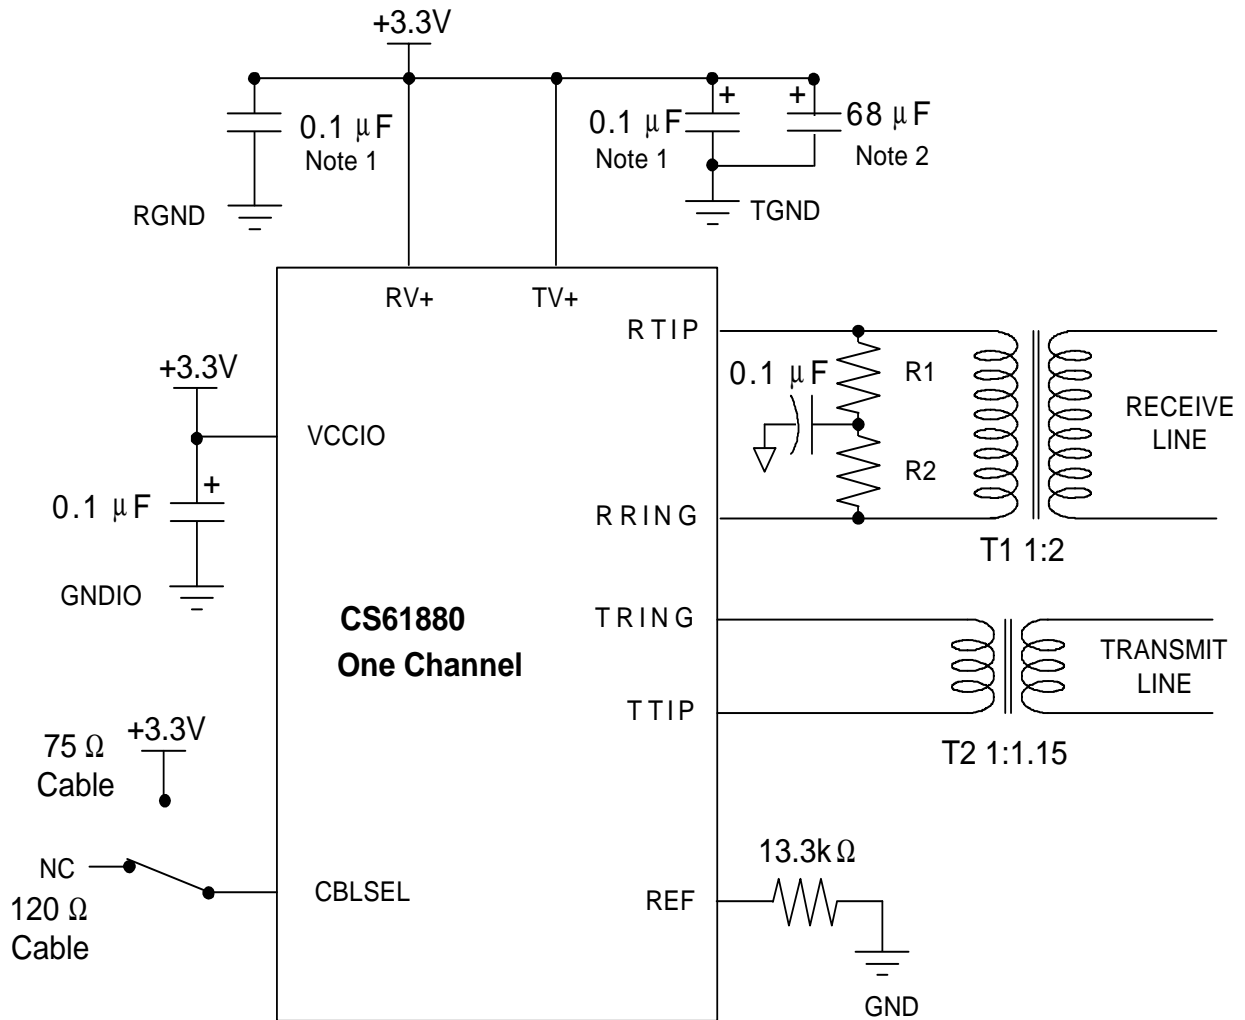 +3.3V
0.1 μF
Note 1
RGND
+
0.1 μF
Note 1
+
68 μF
Note 2
TGND
RV+
TV+
RTIP
0.1 μF
R1
R2
RECEIVE
LINE
RRING
T1 1:2
+3.3V
VCCIO
+
0.1 μF
GNDIO
CS61880
One Channel
TRING
TTIP
TRANSMIT
LINE
T2 1:1.15
+3.3V
75 Ω
Cable
NC
120 Ω
Cable
CBLSEL
REF
13.3k Ω
GND